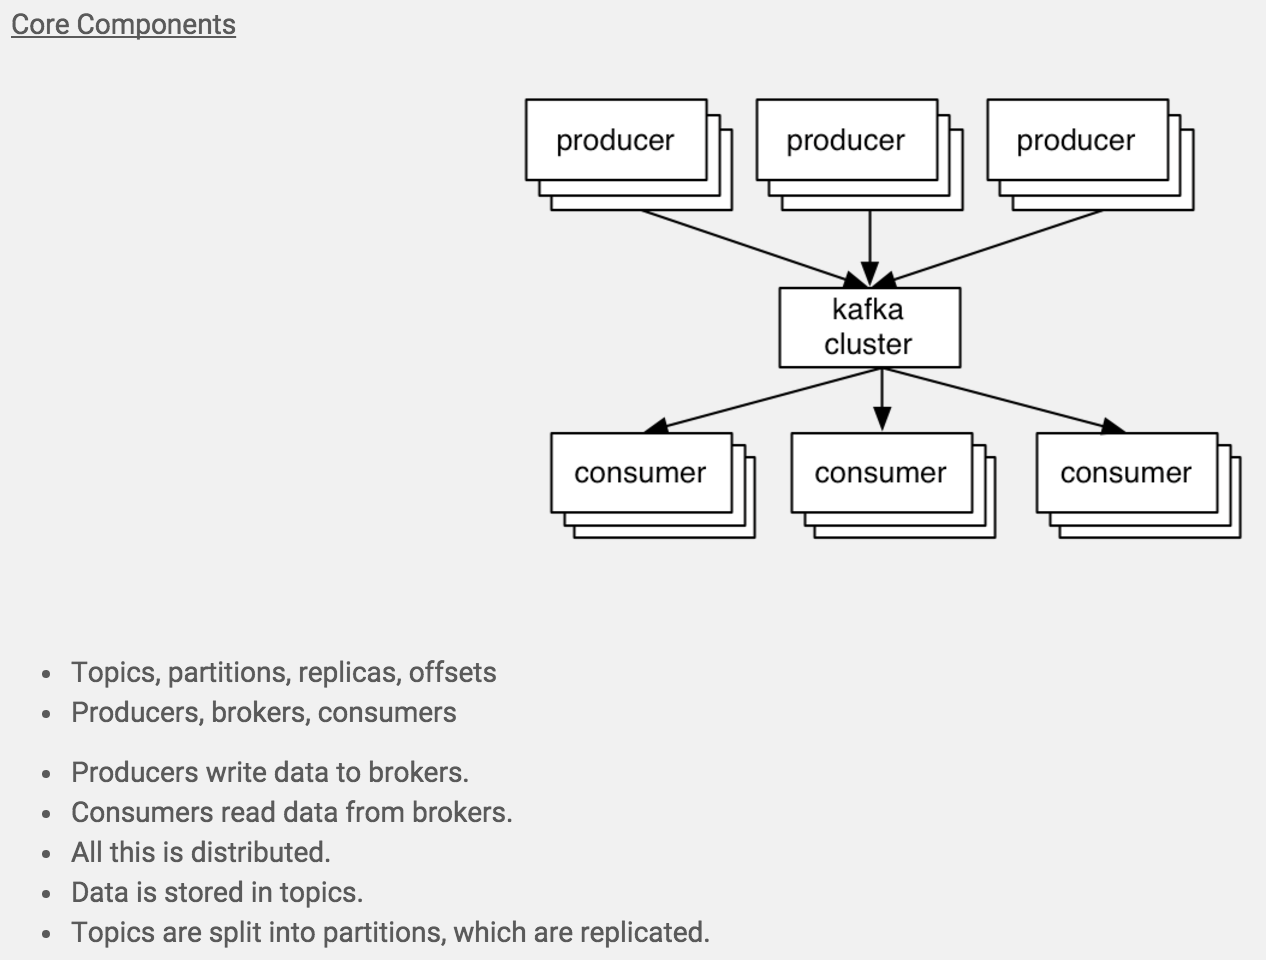 Core Components
producer
producer
producer
kafka
cluster
consumer
consumer
consumer
• Topics, partitions, replicas, offsets
• Producers, brokers, consumers
• Producers write data to brokers.
• Consumers read data from brokers.
• All this is distributed.
• Data is stored in topics.
• Topics are split into partitions, which are replicated.